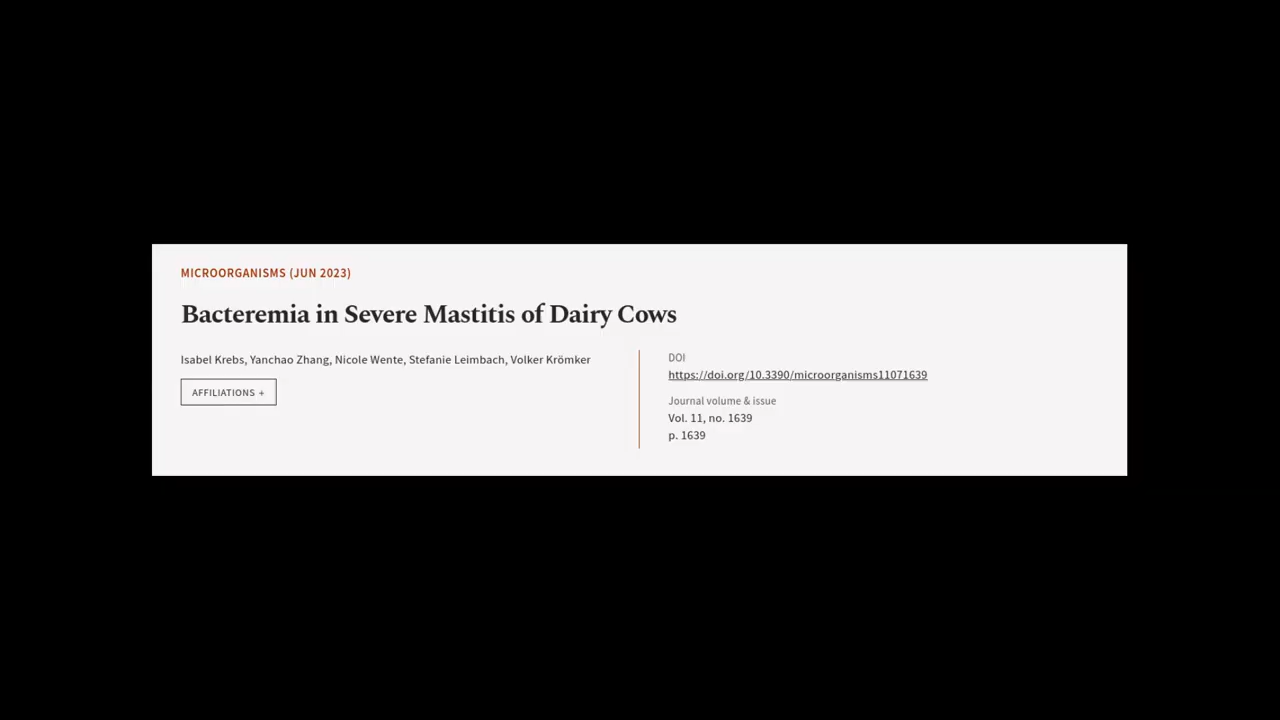 MICROORGANISMS (JUN 2023)
Bacteremia in Severe Mastitis of Dairy Cows
Isabel Krebs, Yanchao Zhang, Nicole Wente, Stefanie Leimbach, Volker Krömker
AFFILIATIONS +
DOI
https://doi.org/10.3390/microorganisms11071639
Journal volume & issue
Vol. 11, no. 1639
p. 1639